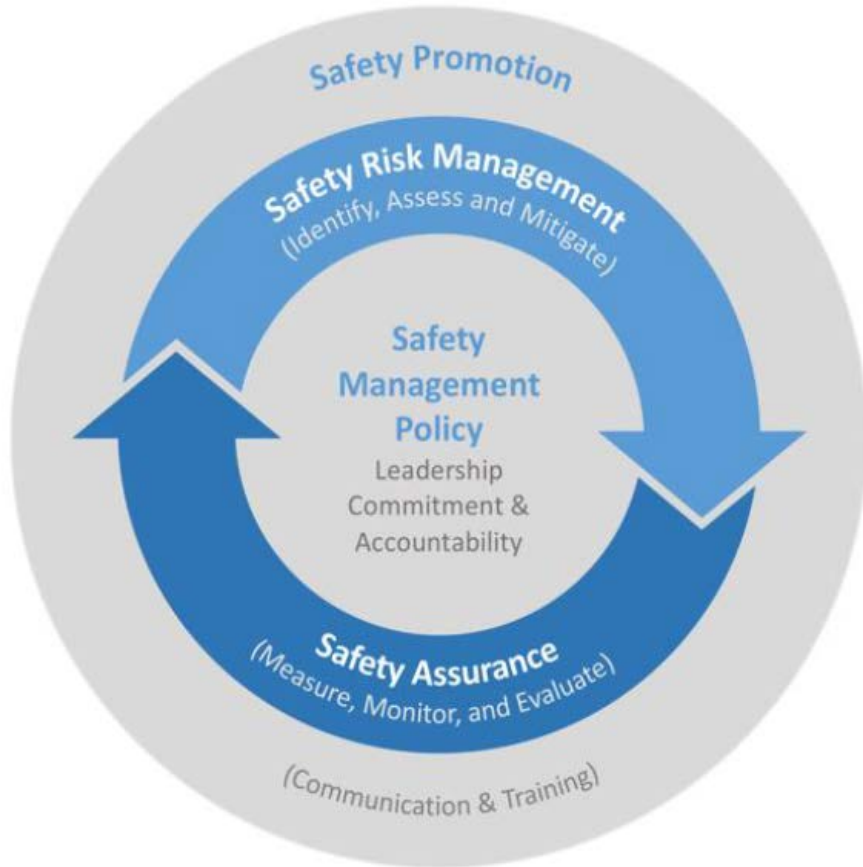 Safety Promotion
Safety Risk Management
(Identify, Assess and Mitigate)
Safety
Management
Policy
Leadership
Commitment &
Accountability
Safety Assurance
(Measure, Monitor, and Evaluate)
(Communication & Training)